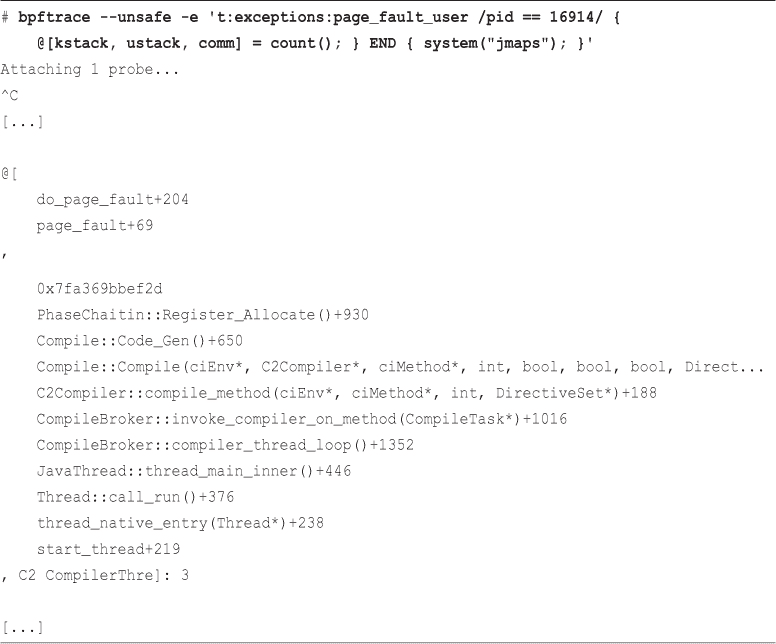 # bpftrace --unsafe -e 't:exceptions:page_fault_user /pid == 16914/ {
    @[kstack, ustack, comm] = count(); } END { system("jmaps"); }'
Attaching 1 probe...
^C
[...]
@[
    do_page_fault+204
    page_fault+69
,
    0x7fa369bbef2d
    PhaseChaitin::Register_Allocate()+930
    Compile::Code_Gen()+650
    Compile::Compile(ciEnv*, C2Compiler*, ciMethod*, int, bool, bool, bool, Direct...
    C2Compiler::compile_method(ciEnv*, ciMethod*, int, DirectiveSet*)+188
    CompileBroker::invoke_compiler_on_method(CompileTask*)+1016
    CompileBroker::compiler_thread_loop()+1352
    JavaThread::thread_main_inner()+446
    Thread::call_run()+376
    thread_native_entry(Thread*)+238
    start_thread+219
, C2 CompilerThre]: 3
[...]